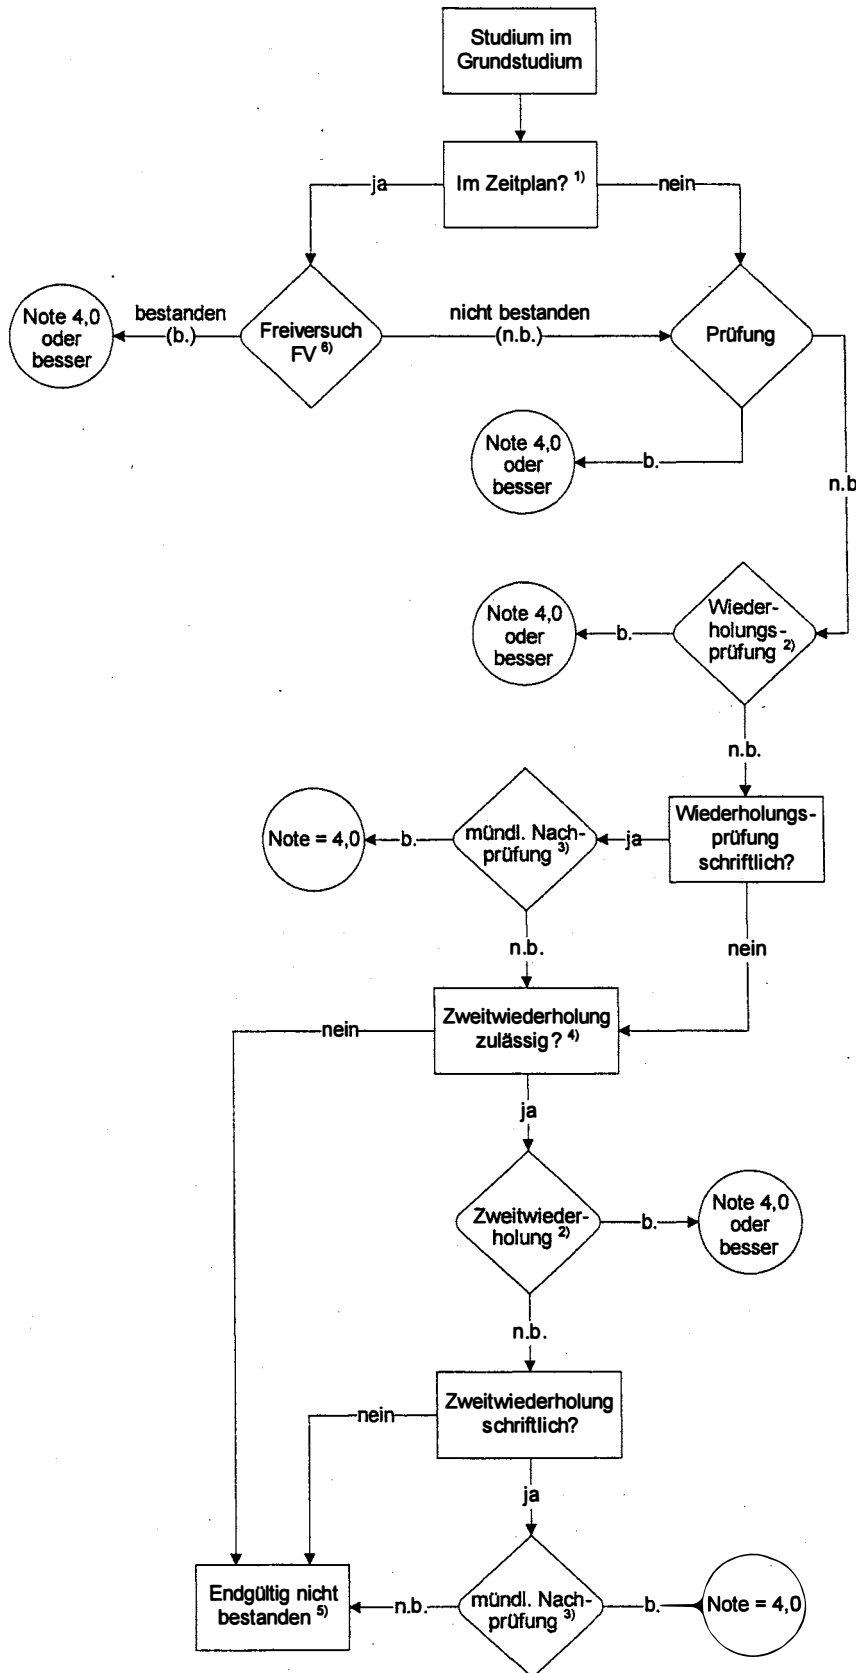 Studium im
Grundstudium
Im Zeitplan? 1)
ja
nein
Note 4,0
oder
besser
bestanden
(b.)
Freiversuch
FV 6)
nicht bestanden
(n.b.)
Prüfung
Note 4,0
oder
besser
b.
n.b
Note 4,0
oder
besser
b.
Wieder-
holungs-
prüfung 2)
n.b.
Note = 4,0
b.
mündl. Nach-
prüfung 3)
ja
Wiederholungs-
prüfung
schriftlich?
n.b.
nein
nein
Zweitwiederholung
zulässig? 4)
ja
Zweitwieder-
holung 2)
b.
Note 4,0
oder
besser
n.b.
nein
Zweitwiederholung
schriftlich?
ja
Endgültig nicht
bestanden 5)
n.b.
mündl. Nach-
prüfung 3)
b.
Note = 4,0